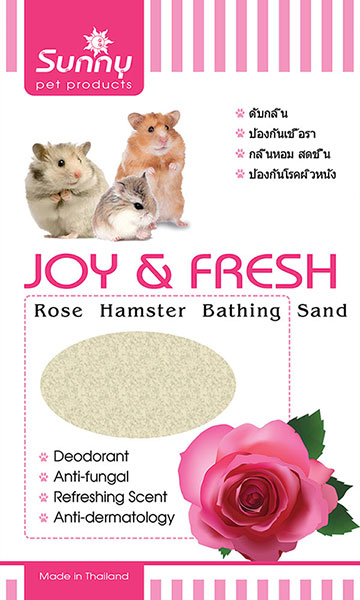 Sunny
pet products
ดับกลิ่น
ป้องกันเชื้อรา
กลิ่นหอม สดชื่น
ป้องกันโรคผิวหนัง
JOY & FRESH
Rose Hamster Bathing Sand
Deodorant
Anti-fungal
Refreshing Scent
Anti-dermatology
Made in Thailand